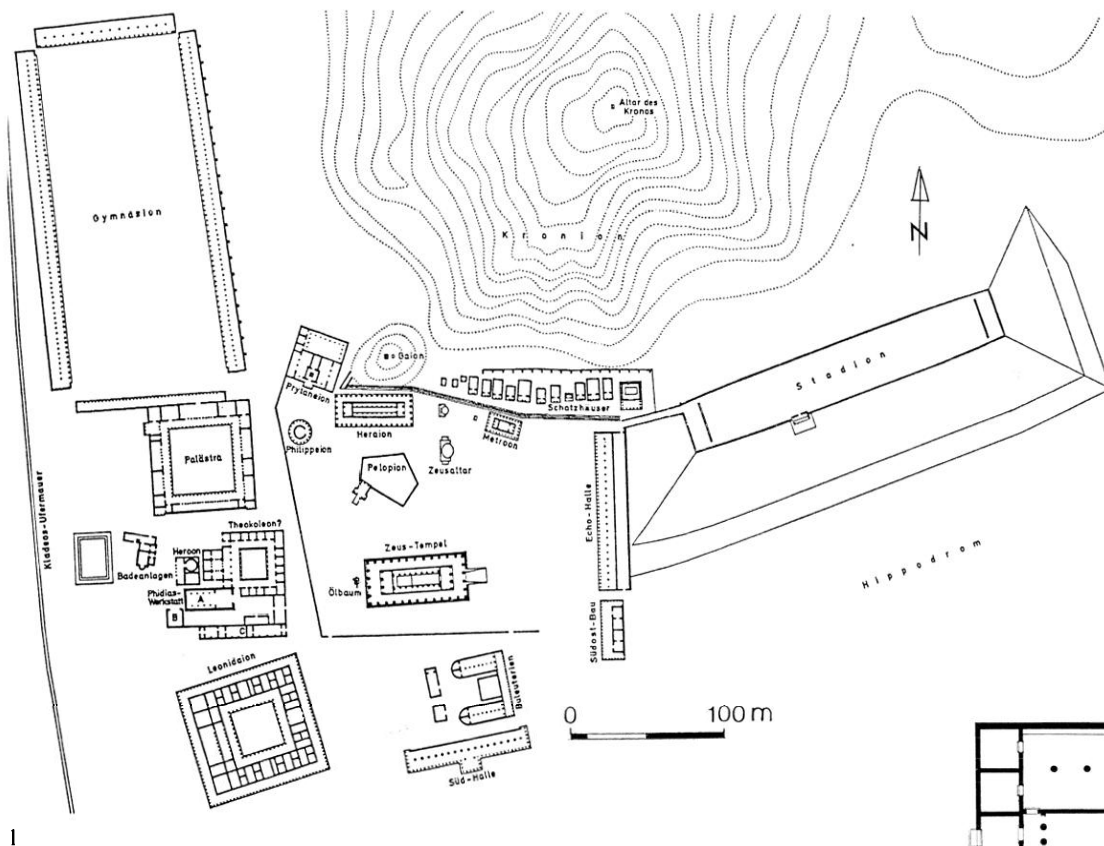 Altar des
Kronos
Gymnasion
Kronion
N
Gaion
Prytaneion
Stadion
Schatzhäuser
Heraion
Metroon
Philippeion
Zeusaltar
Pelopion
Palästra
Kladeos-Ufermauer
Echo-Halle
Theokoleon?
Heroon
Badeanlagen
Zeus-Tempel
Hippodrom
Ölbaum
Phidias-
Werkstatt
A
B
C
Südost-Bau
Leonidaion
Buleuterion
0
100 m
Süd-Halle
1